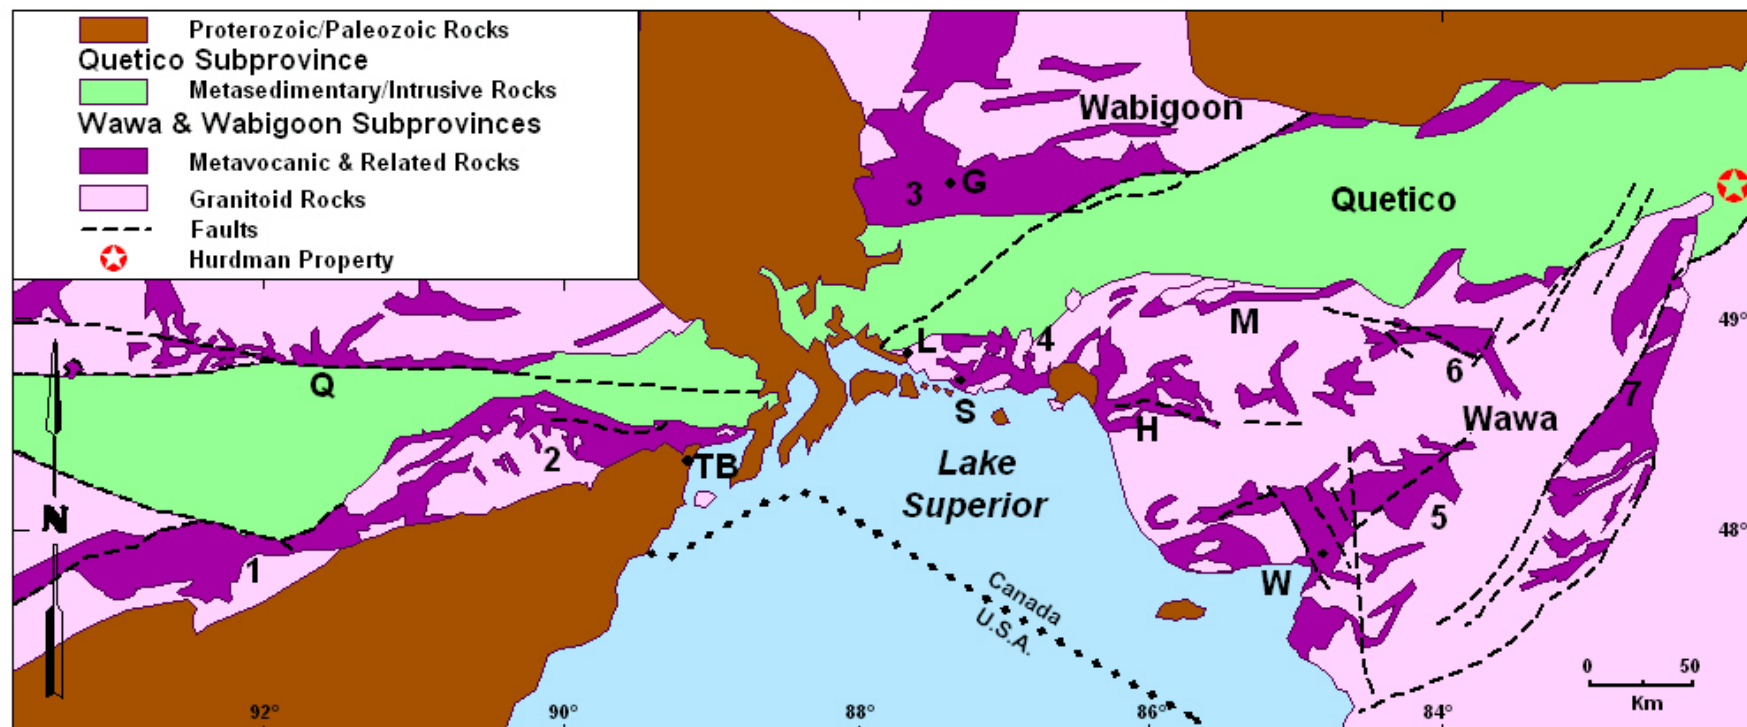 Proterozoic/Paleozoic Rocks
Quetico Subprovince
Metasedimentary/Intrusive Rocks
Wawa & Wabigoon Subprovinces
Metavocanic & Related Rocks
Granitoid Rocks
Faults
Hurdman Property
Wabigoon
3
G
Quetico
49°
L
4
M
6
7
Q
S
H
Wawa
2
TB
Lake
Superior
N
5
48°
1
W
Canada
U.S.A.
0 50
Km
92°
90°
88°
86°
84°